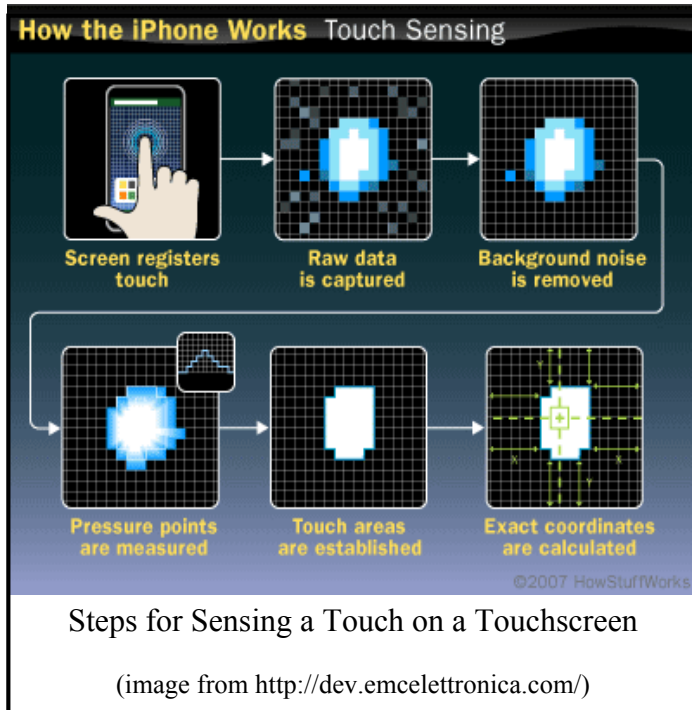 How the iPhone Works Touch Sensing
Screen registers
touch
Raw data
is captured
Background noise
is removed
Pressure points
are measured
Touch areas
are established
Exact coordinates
are calculated
Y
X
X
Y
©2007 HowStuffWorks
Steps for Sensing a Touch on a Touchscreen
(image from http://dev.emcelettronica.com/)